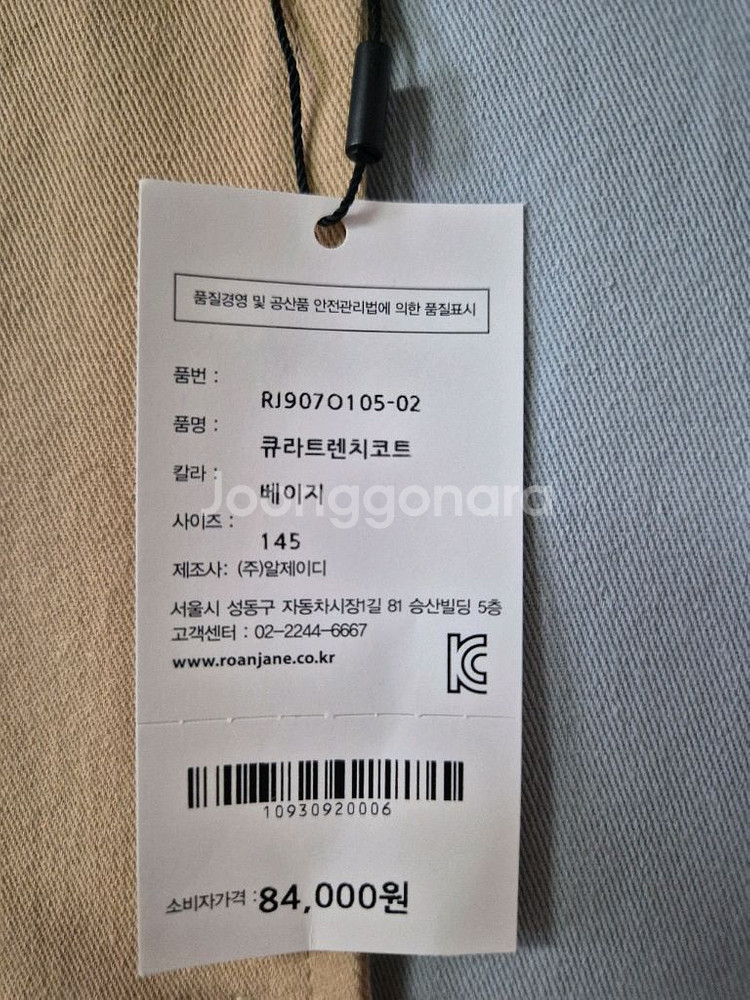 품질경영 및 공산품 안전관리법에 의한 품질표시
품번 :
RJ907O105-02
품명 :
큐라트렌치코트
칼라 :
베이지
사이즈 :
145
제조사: (주)알제이디
서울시 성동구 자동차시장1길 81 승산빌딩 5층
고객센터 : 02-2244-6667
www.roanjane.co.kr
KC
10930920006
소비자가격 :84,000원
Joonggonara